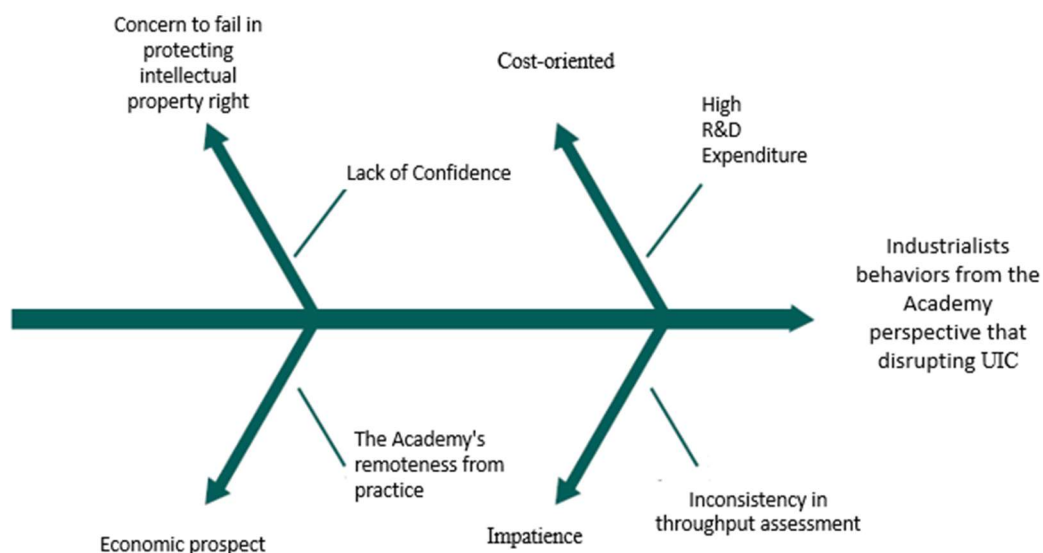 Concern to fail in
protecting
intellectual
property right
Cost-oriented
High
R&D
Expenditure
Lack of Confidence
Industrialists
behaviors from the
Academy
perspective that
disrupting UIC
The Academy's
remoteness from
practice
Inconsistency in
throughput assessment
Economic prospect
Impatience